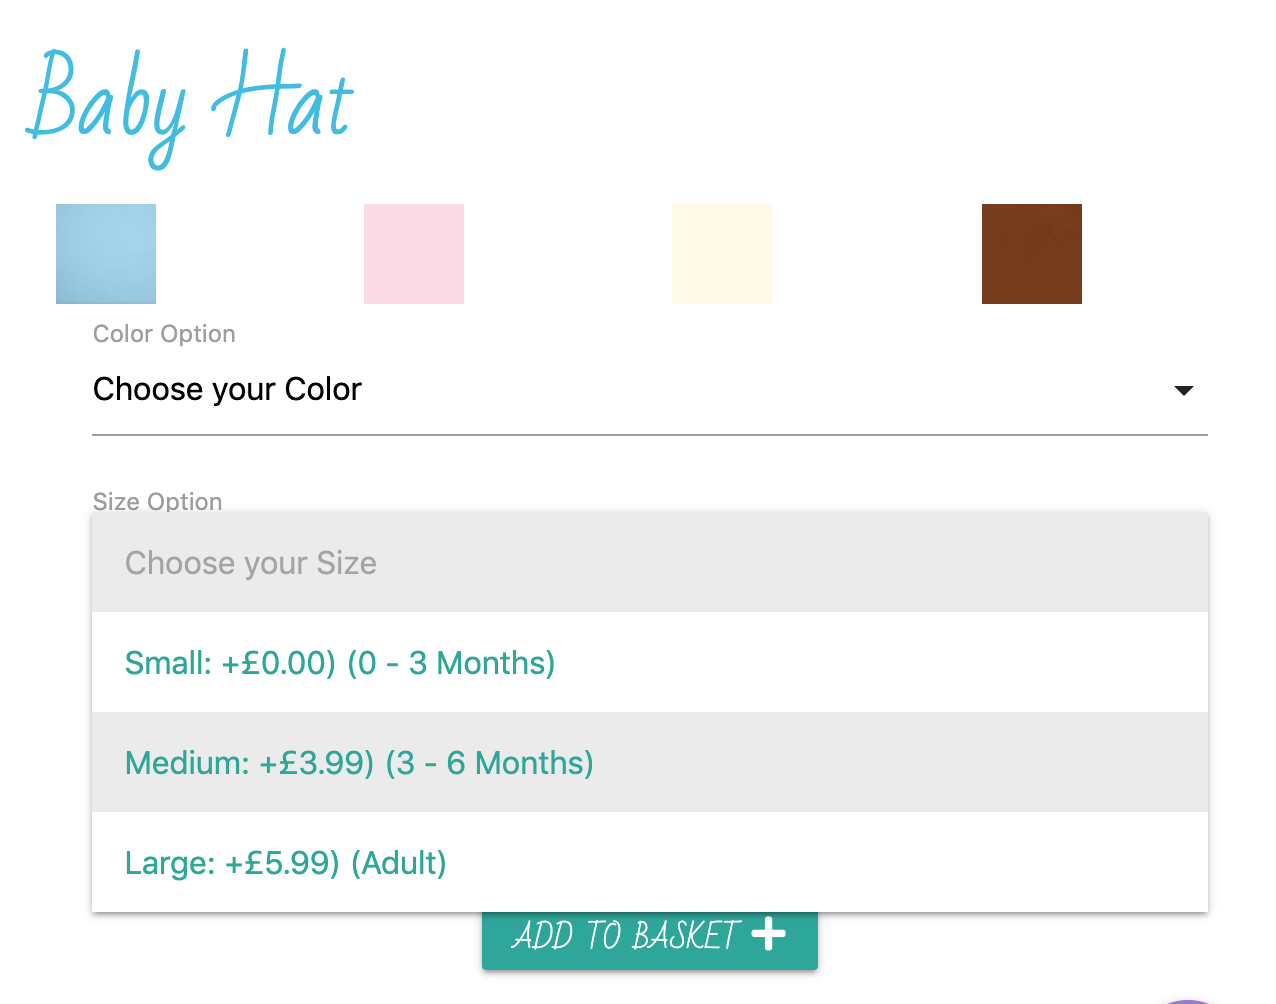 Baby Hat
Color Option
Choose your Color
Size Option
Choose your Size
Small: +£0.00) (0 - 3 Months)
Medium: +£3.99) (3 - 6 Months)
Large: +£5.99) (Adult)
ADD TO BASKET